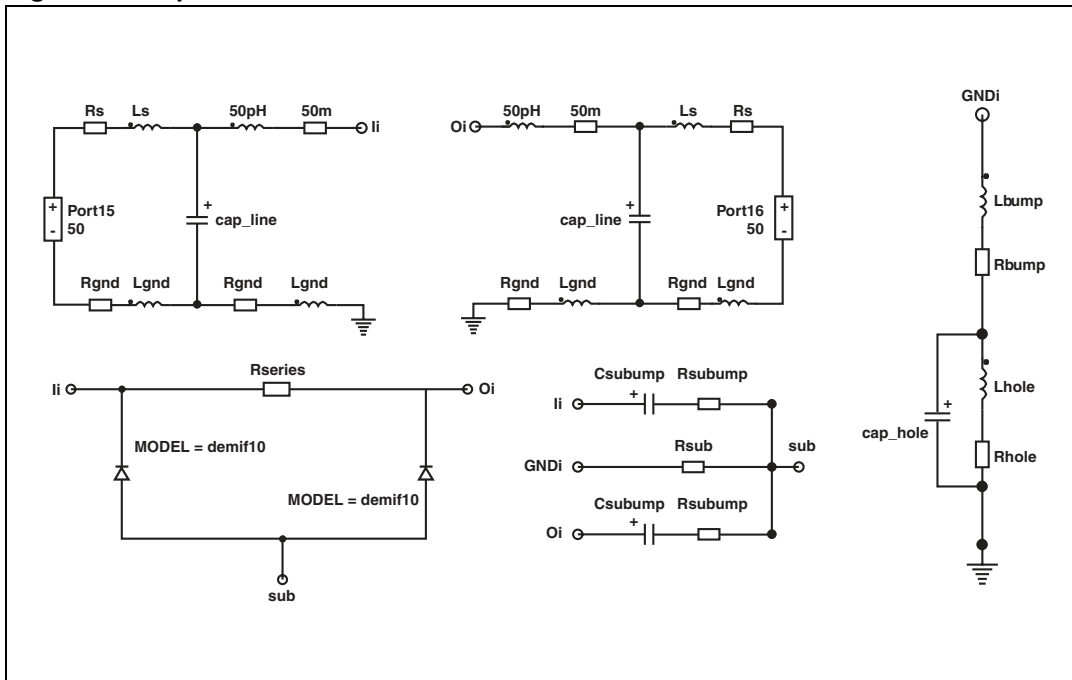 Rs Ls 50pH 50m Ii
+
Port15
50
-
+
cap_line
Rgnd Lgnd Rgnd Lgnd
Oi 50pH 50m Ls Rs
+
cap_line
+
Port16
50
-
Rgnd Lgnd Rgnd Lgnd
GNDi
Lbump
Rbump
Lhole
+
cap_hole
Rhole
Ii Rseries Oi
MODEL = demif10
MODEL = demif10
sub
Csubump Rsubump
Ii +
Rsub sub
GNDi
Csubump Rsubump
Oi +